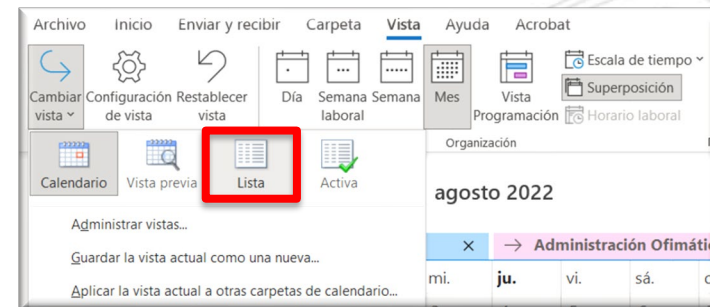 Archivo Inicio Enviar y recibir Carpeta Vista Ayuda Acrobat
Cambiar vista
Configuración de vista
Restablecer vista
Día
Semana laboral
Semana
Mes
Vista Programación
Escala de tiempo
Superposición
Horario laboral
Organización
Calendario Vista previa Lista Activa
Administrar vistas...
Guardar la vista actual como una nueva...
Aplicar la vista actual a otras carpetas de calendario...
agosto 2022
Administración
mi. ju. vi. sá.